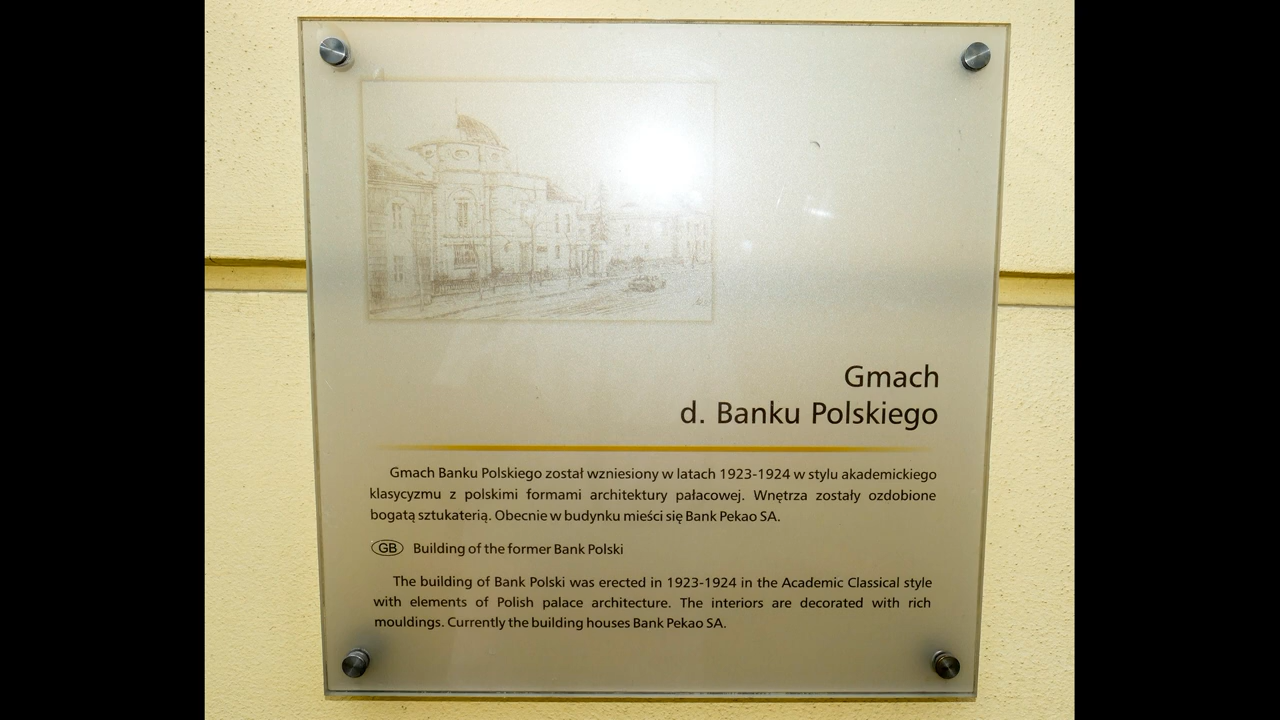 Gmach
d. Banku Polskiego
Gmach Banku Polskiego został wzniesiony w latach 1923-1924 w stylu akademickiego
klasycyzmu z polskimi formami architektury pałacowej. Wnętrza zostały ozdobione
bogatą sztukaterią. Obecnie w budynku mieści się Bank Pekao SA.
GB Building of the former Bank Polski
The building of Bank Polski was erected in 1923-1924 in the Academic Classical style
with elements of Polish palace architecture. The interiors are decorated with rich
mouldings. Currently the building houses Bank Pekao SA.